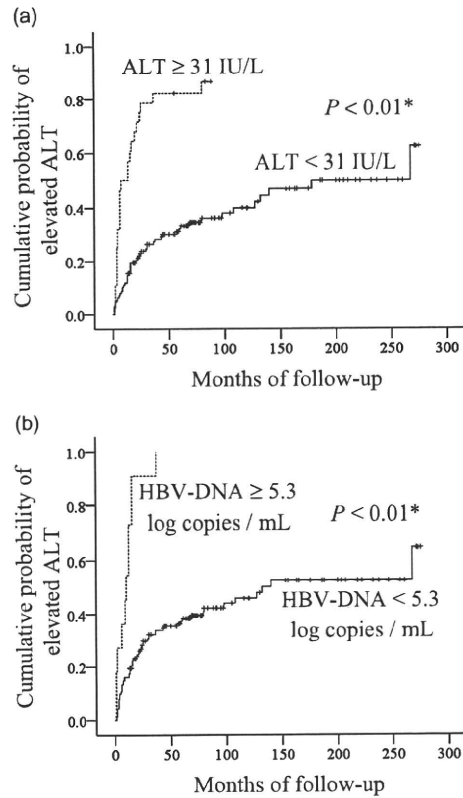 (a)
Cumulative probability of
elevated ALT
1.0
0.8
0.6
0.4
0.2
0.0
ALT ≥ 31 IU/L
P < 0.01*
ALT < 31 IU/L
0 50 100 150 200 250 300
Months of follow-up
(b)
Cumulative probability of
elevated ALT
1.0
0.8
0.6
0.4
0.2
0.0
HBV-DNA ≥ 5.3
log copies / mL
P < 0.01*
HBV-DNA < 5.3
log copies / mL
0 50 100 150 200 250 300
Months of follow-up